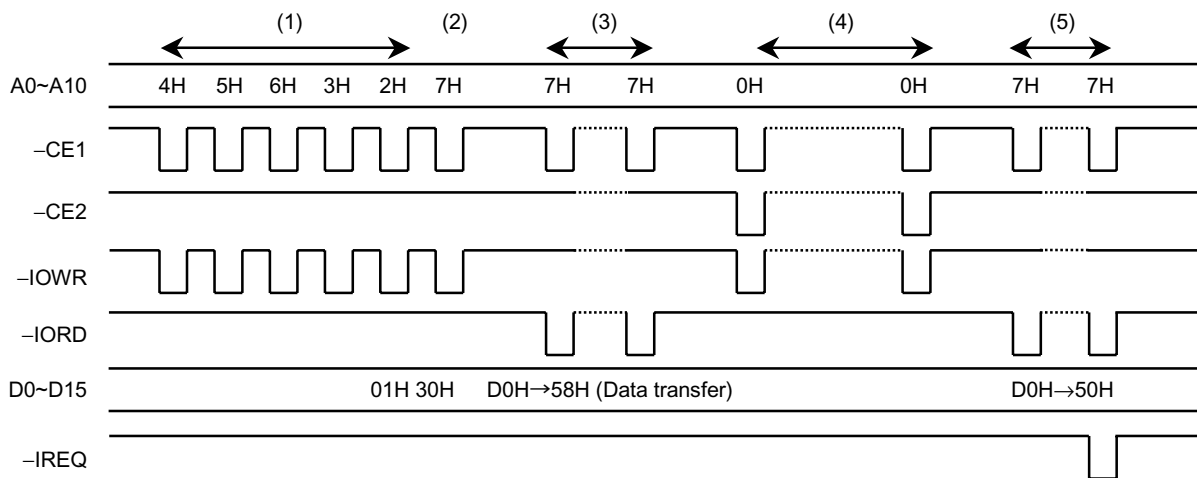 (1) (2) (3) (4) (5)
A0~A10 4H 5H 6H 3H 2H 7H 7H 7H 0H 0H 7H 7H
–CE1
–CE2
–IOWR
–IORD
D0~D15 01H 30H D0H→58H (Data transfer) D0H→50H
–IREQ